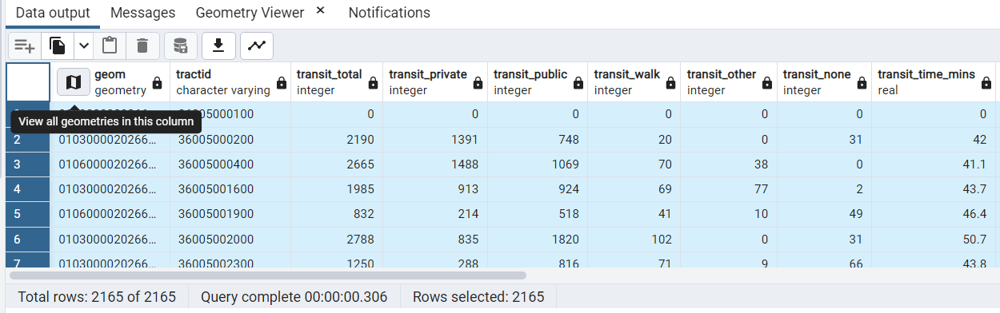 Data output Messages Geometry Viewer × Notifications
geom tractid transit_total transit_private transit_public transit_walk transit_other transit_none transit_time_mins
geometry character varying integer integer integer integer integer integer real
36005000100 0 0 0 0 0 0 0
View all geometries in this column
2 0103000020266... 36005000200 2190 1391 748 20 0 31 42
3 0106000020266... 36005000400 2665 1488 1069 70 38 0 41.1
4 0103000020266... 36005001600 1985 913 924 69 77 2 43.7
5 0106000020266... 36005001900 832 214 518 41 10 49 46.4
6 0103000020266... 36005002000 2788 835 1820 102 0 31 50.7
7 0103000020266... 36005002300 1250 288 816 71 9 66 43.8
Total rows: 2165 of 2165 Query complete 00:00:00.306 Rows selected: 2165